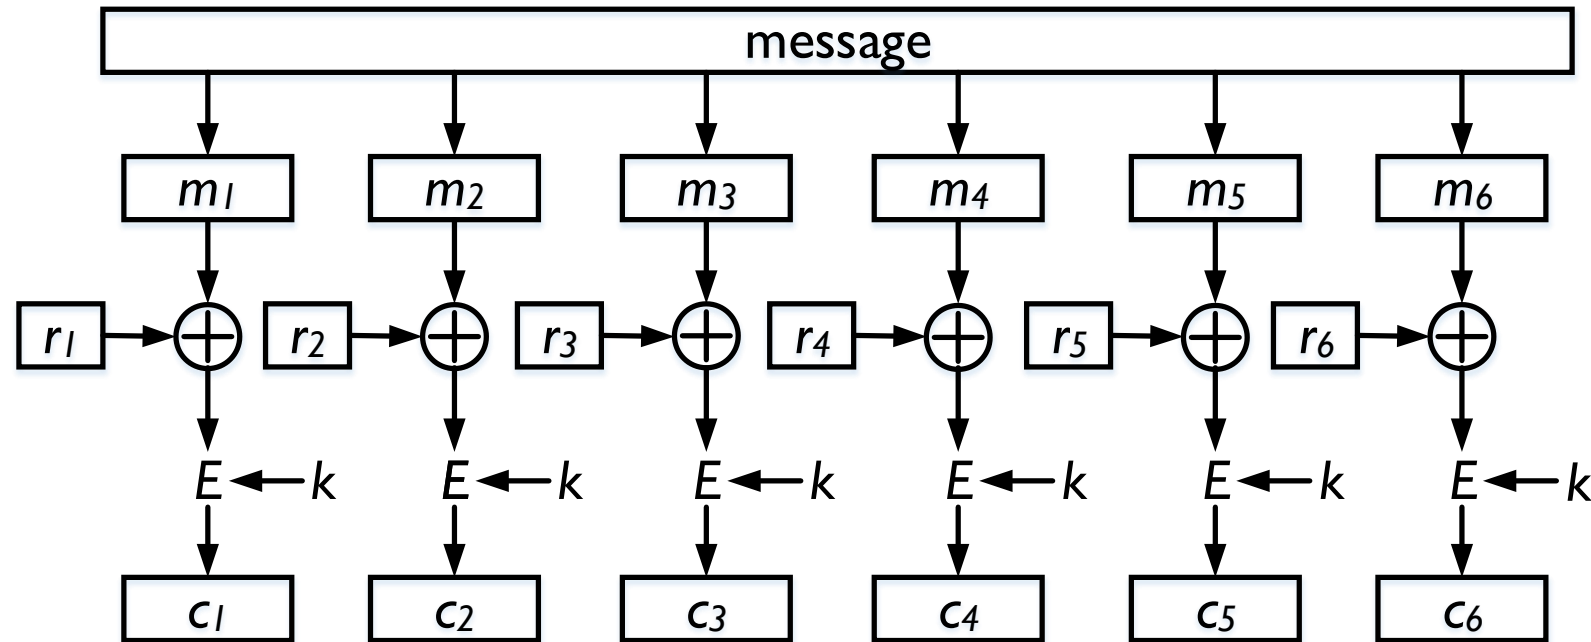 message
m1 m2 m3 m4 m5 m6
r1 r2 r3 r4 r5 r6
E k E k E k E k E k E k
c1 c2 c3 c4 c5 c6